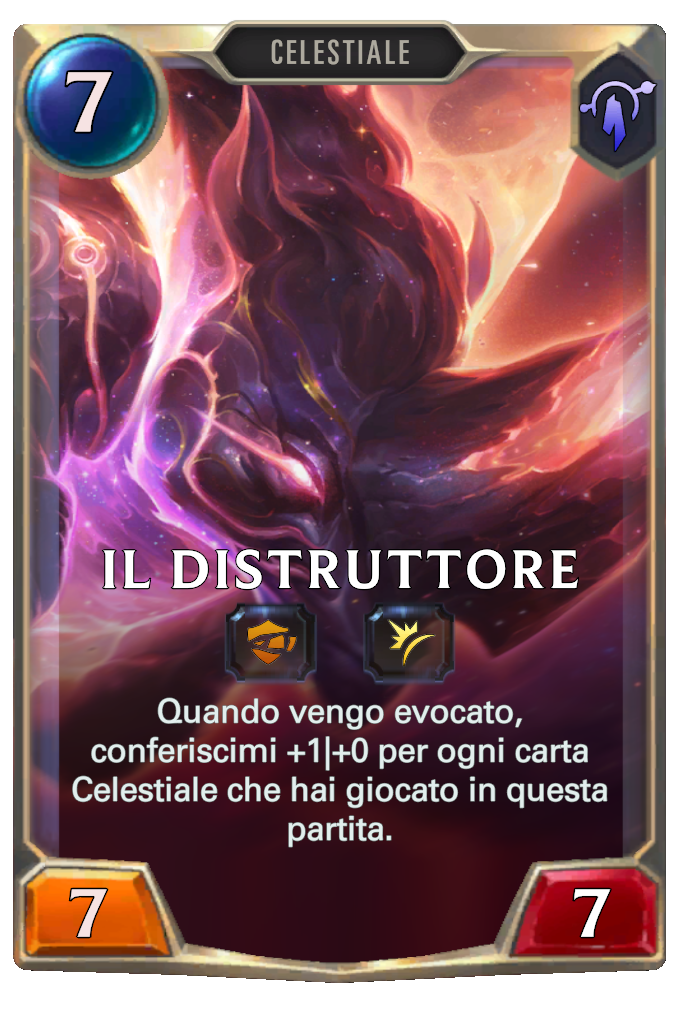 CELESTIALE
7
IL DISTRUTTORE
Quando vengo evocato,
conferiscimi +1|+0 per ogni carta
Celestiale che hai giocato in questa
partita.
7
7